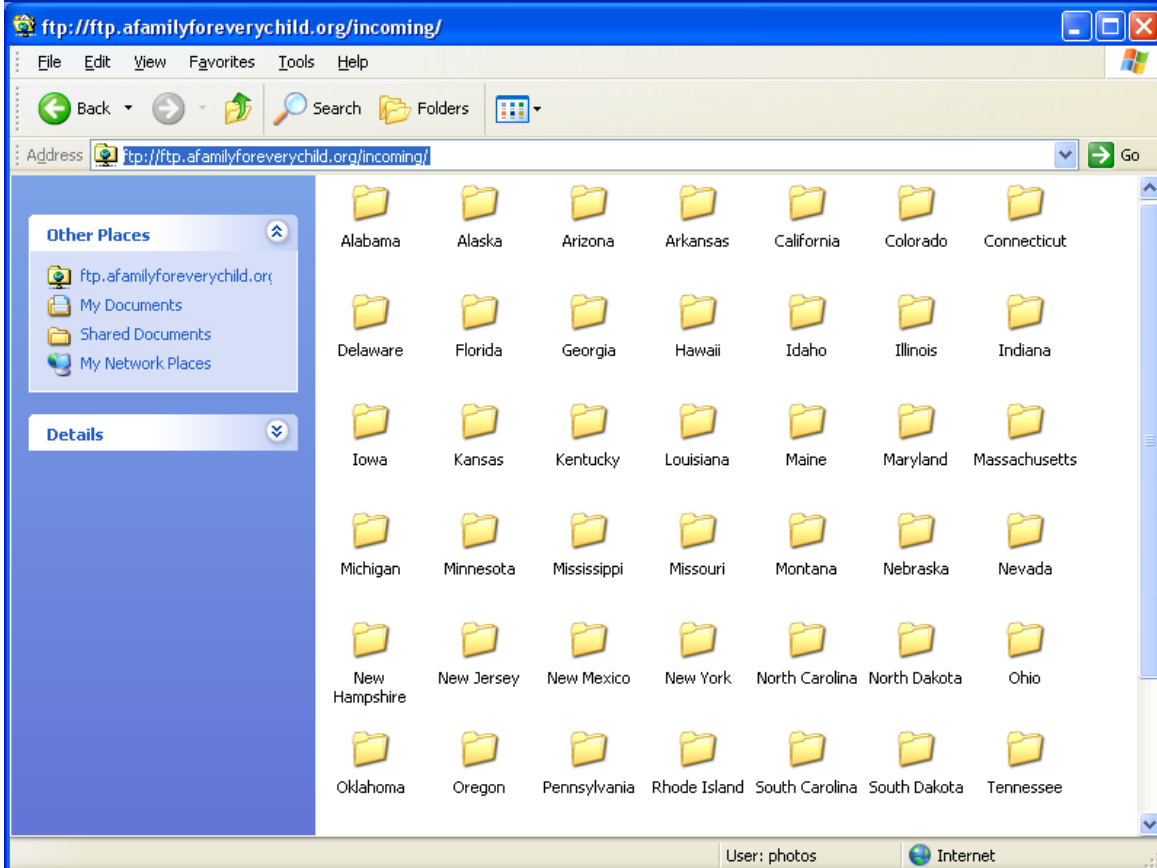 ftp://ftp.afamilyforeverychild.org/incoming/
File Edit View Favorites Tools Help
Back Search Folders
Address ftp://ftp.afamilyforeverychild.org/incoming/ Go
Other Places
ftp.afamilyforeverychild.org
My Documents
Shared Documents
My Network Places
Details
Alabama Alaska Arizona Arkansas California Colorado Connecticut
Delaware Florida Georgia Hawaii Idaho Illinois Indiana
Iowa Kansas Kentucky Louisiana Maine Maryland Massachusetts
Michigan Minnesota Mississippi Missouri Montana Nebraska Nevada
New Hampshire New Jersey New Mexico New York North Carolina North Dakota Ohio
Oklahoma Oregon Pennsylvania Rhode Island South Carolina South Dakota Tennessee
User: photos Internet